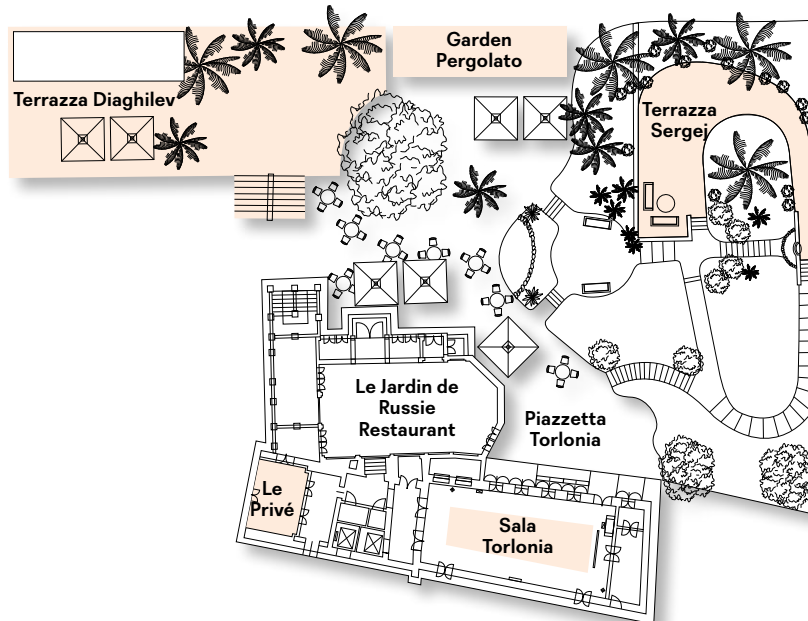 Garden
Pergolato
Terrazza Diaghilev
Terrazza
Sergej
Le Jardin de
Russie
Restaurant
Piazzetta
Torlonia
Le
Privé
Sala
Torlonia